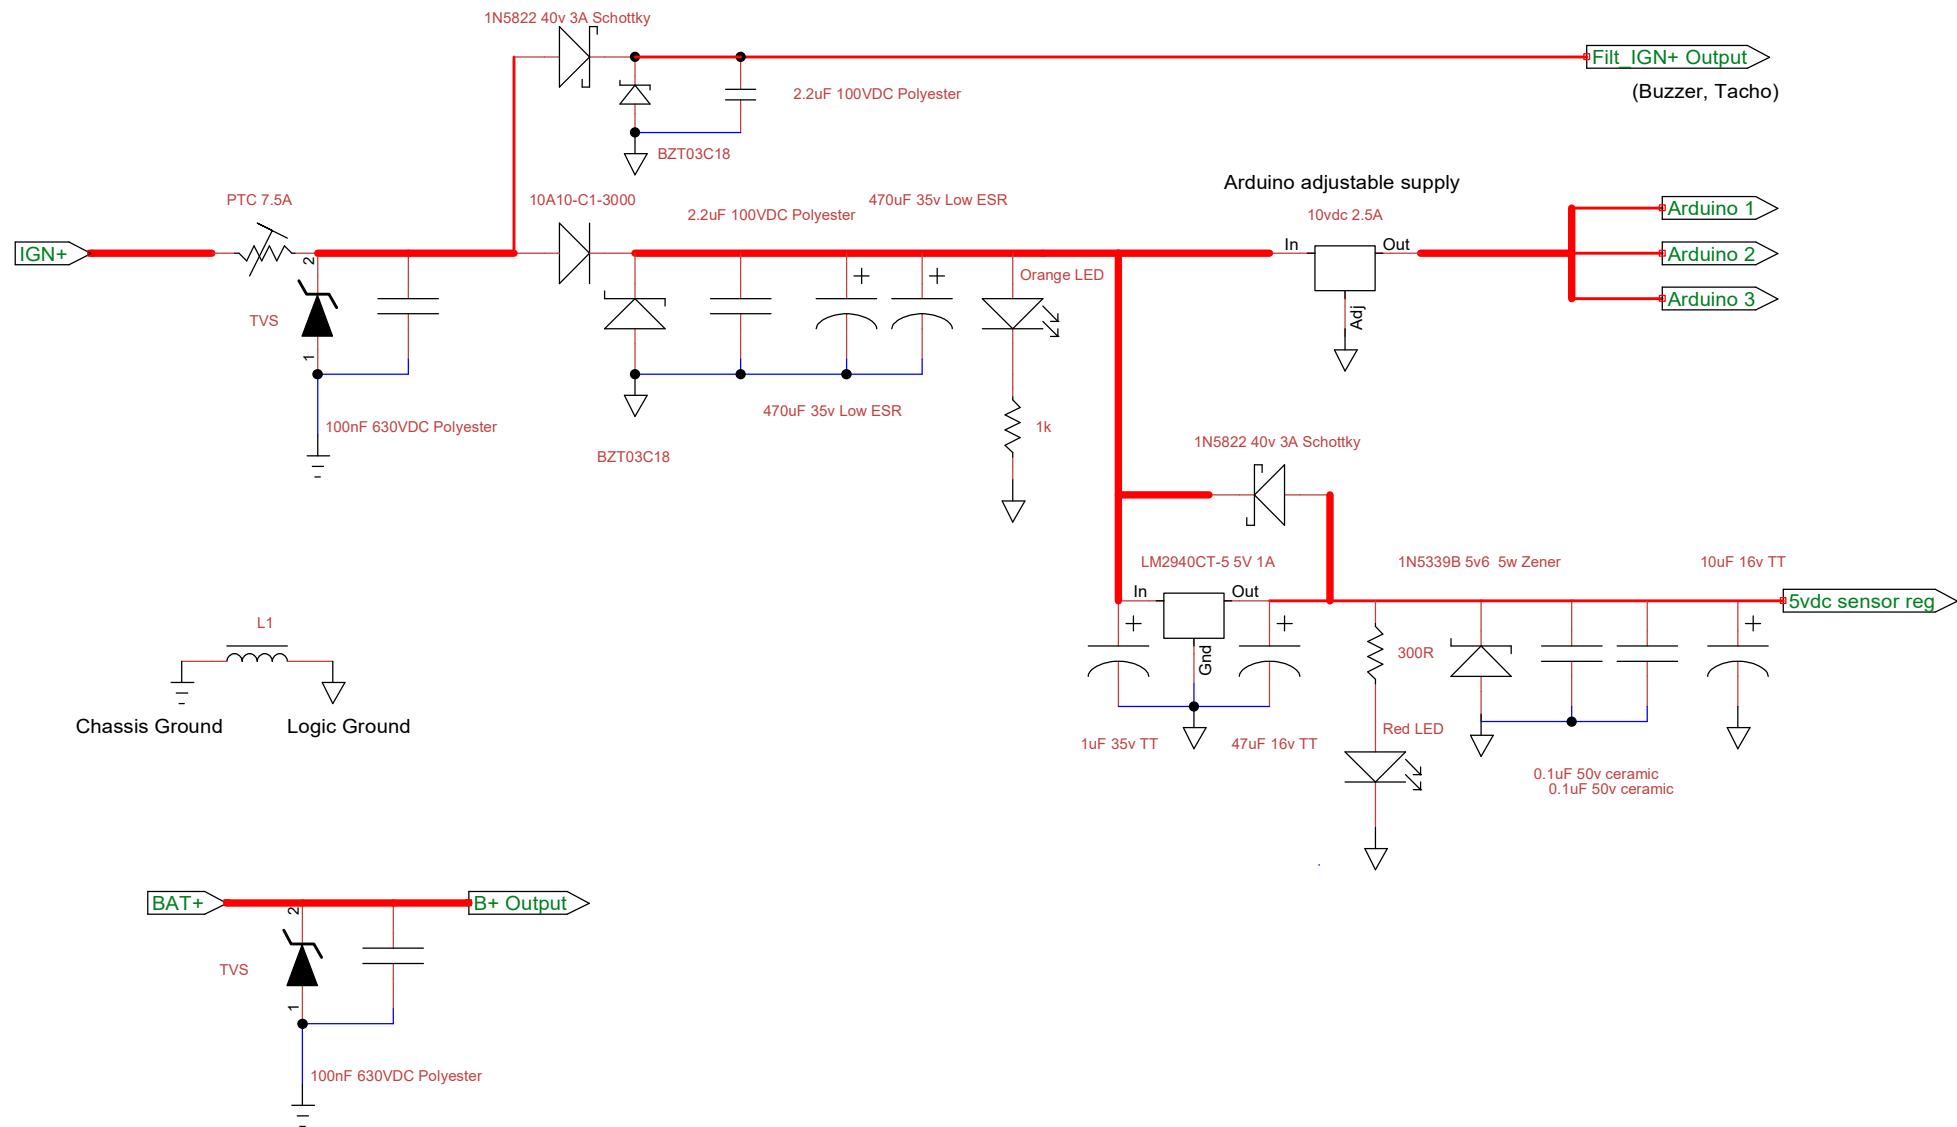 1N5822 40v 3A Schottky
Filt_IGN+ Output
(Buzzer, Tacho)
2.2uF 100VDC Polyester
BZT03C18
Arduino adjustable supply
PTC 7.5A
10A10-C1-3000
2.2uF 100VDC Polyester
470uF 35v Low ESR
10vdc 2.5A
Arduino 1
IGN+
2
In
Out
Arduino 2
Orange LED
Arduino 3
TVS
Adj
1
470uF 35v Low ESR
100nF 630VDC Polyester
1k
BZT03C18
1N5822 40v 3A Schottky
LM2940CT-5 5V 1A
1N5339B 5v6  5w Zener
10uF 16v TT
In
Out
5vdc sensor reg
L1
300R
Gnd
Chassis Ground
Logic Ground
1uF 35v TT
47uF 16v TT
Red LED
0.1uF 50v ceramic
0.1uF 50v ceramic
BAT+
B+ Output
2
TVS
1
100nF 630VDC Polyester